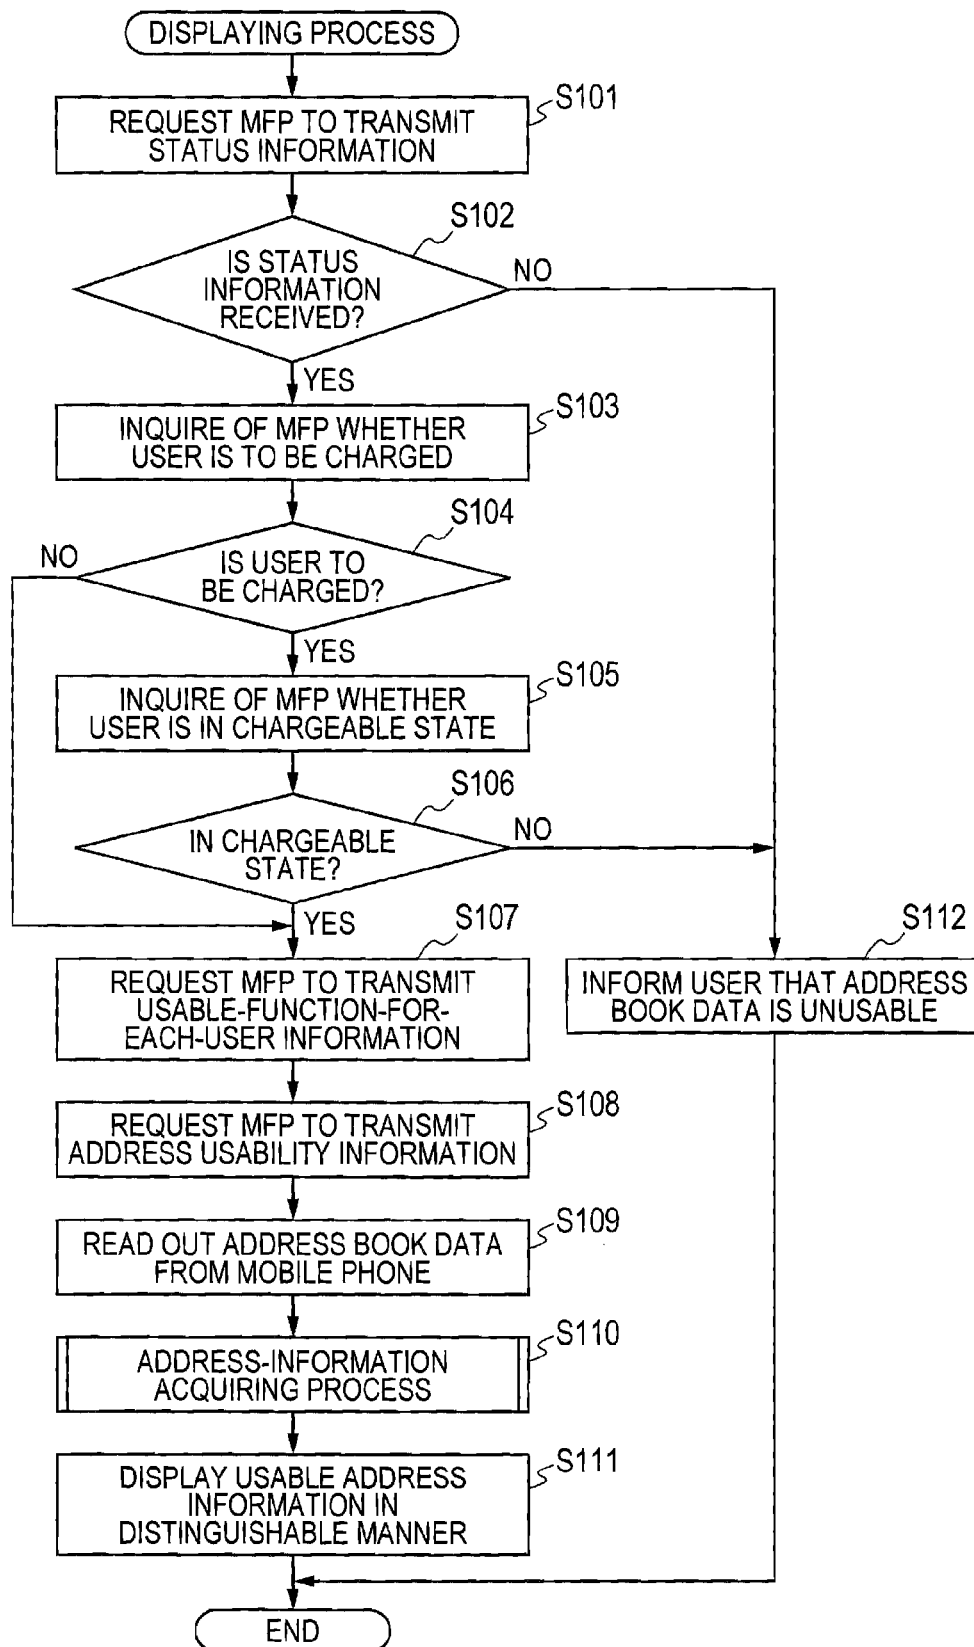 DISPLAYING PROCESS
S101
REQUEST MFP TO TRANSMIT
STATUS INFORMATION
S102
IS STATUS
INFORMATION
RECEIVED?
NO
YES
S103
INQUIRE OF MFP WHETHER
USER IS TO BE CHARGED
S104
NO
IS USER TO
BE CHARGED?
YES
S105
INQUIRE OF MFP WHETHER
USER IS IN CHARGEABLE STATE
S106
IN CHARGEABLE
STATE?
NO
YES
S107
REQUEST MFP TO TRANSMIT
USABLE-FUNCTION-FOR-
EACH-USER INFORMATION
S112
INFORM USER THAT ADDRESS
BOOK DATA IS UNUSABLE
S108
REQUEST MFP TO TRANSMIT
ADDRESS USABILITY INFORMATION
S109
READ OUT ADDRESS BOOK DATA
FROM MOBILE PHONE
S110
ADDRESS-INFORMATION
ACQUIRING PROCESS
S111
DISPLAY USABLE ADDRESS
INFORMATION IN
DISTINGUISHABLE MANNER
END